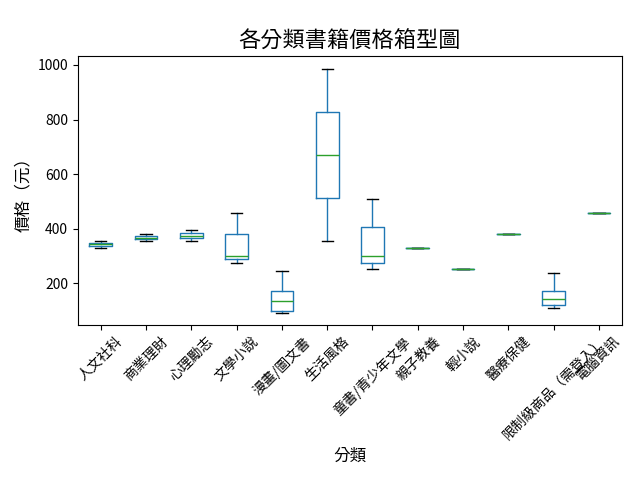 各分類書籍價格箱型圖
價格（元）
1000
800
600
400
200
人文社科
商業理財
心理勵志
文學小說
漫畫/圖文書
生活風格
童書/青少年文學
親子教養
輕小說
醫療保健
限制級商品（需登入）
電腦資訊
分類